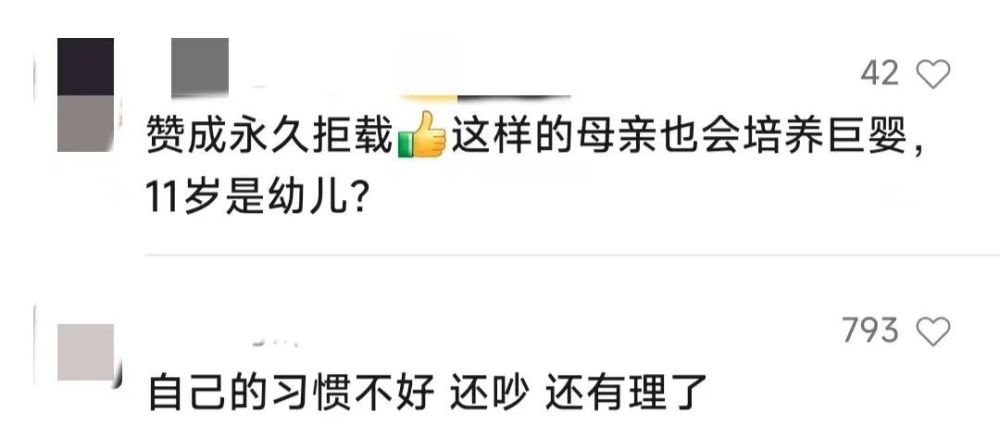 42
赞成永久拒载👍这样的母亲也会培养巨婴，
11岁是幼儿？
793
自己的习惯不好 还吵 还有理了